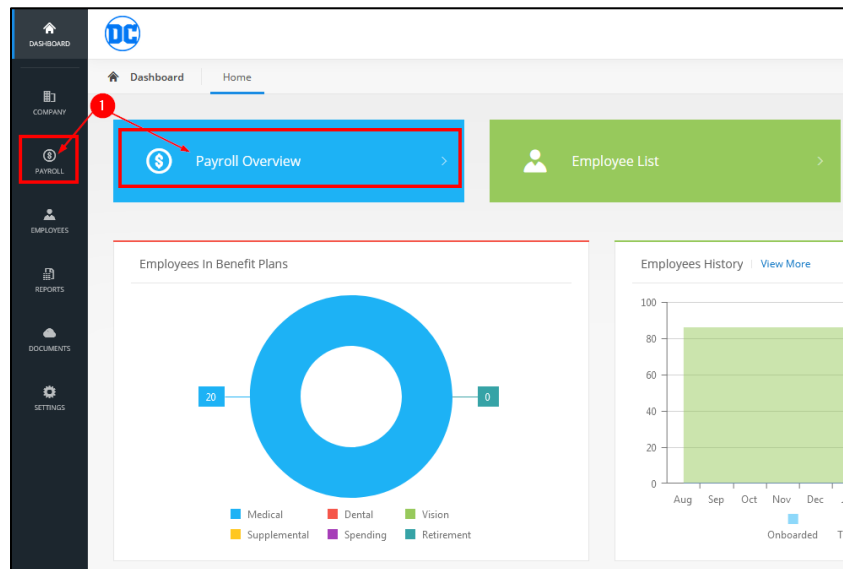 DASHBOARD
DC
Dashboard
Home
COMPANY
1
PAYROLL
Payroll Overview
Employee List
EMPLOYEES
REPORTS
DOCUMENTS
SETTINGS
Employees In Benefit Plans
20
0
Medical Dental Vision
Supplemental Spending Retirement
Employees History View More
100
80
60
40
20
0
Aug Sep Oct Nov Dec
Onboarded